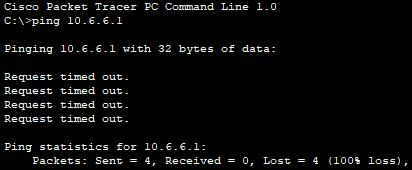 Cisco Packet Tracer PC Command Line 1.0
C:\>ping 10.6.6.1
Pinging 10.6.6.1 with 32 bytes of data:
Request timed out.
Request timed out.
Request timed out.
Request timed out.
Ping statistics for 10.6.6.1:
Packets: Sent = 4, Received = 0, Lost = 4 (100% loss),